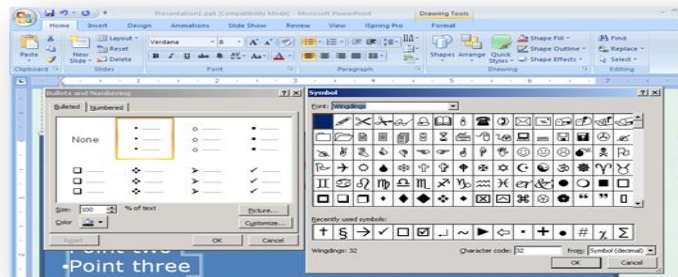 Presentation1.ppt [Compatibility Mode] - Microsoft PowerPoint
Drawing Tools
Home Insert Design Animations Slide Show Review View iSpring Pro Format
Paste
New Slide
Layout
Reset
Delete
Verdana 8
Shapes Arrange Quick Styles
Shape Fill
Shape Outline
Shape Effects
Find
Replace
Select
Clipboard Slides Font Paragraph Drawing Editing
Bullets and Numbering
Bulleted Numbered
None
Size: 100 % of text
Color
Picture...
Customize...
Reset OK Cancel
Symbol
Font: Wingdings
Recently used symbols:
Wingdings: 32
Character code: 32
From: Symbol (decimal)
OK Cancel
Point two
•Point three